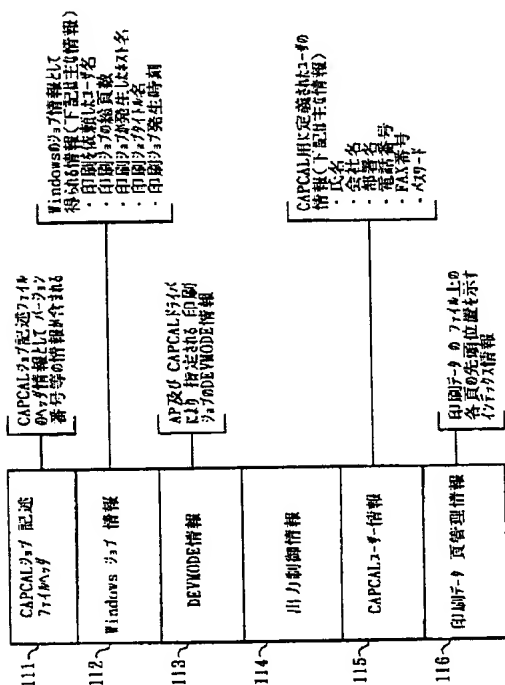 111
CAPCALジョブ 記述
ファイルヘッダ
CAPCALジョブ記述ファイル
のヘッダ情報として バージョン
番号等の情報が含まれる
112
Windows ジョブ 情報
Windowsのジョブ情報として
得られる情報(下記は主な情報)
・印刷を依頼したユーザ名
・印刷ジョブの総頁数
・印刷ジョブが発生したホスト名
・印刷ジョブタイトル名
・印刷ジョブ発生時刻
113
DEVMODE情報
AP及び CAPCALドライバ
により 指定される 印刷
ジョブのDEVMODE情報
114
出力制御情報
115
CAPCALユーザー情報
CAPCAL用に定義されたユーザの
情報(下記は主な情報)
・氏名
・会社名
・部署名
・電話番号
・FAX番号
・パスワード
116
印刷データ 頁管理情報
印刷データ の ファイル上の
各頁の先頭位置を示す
インデックス情報